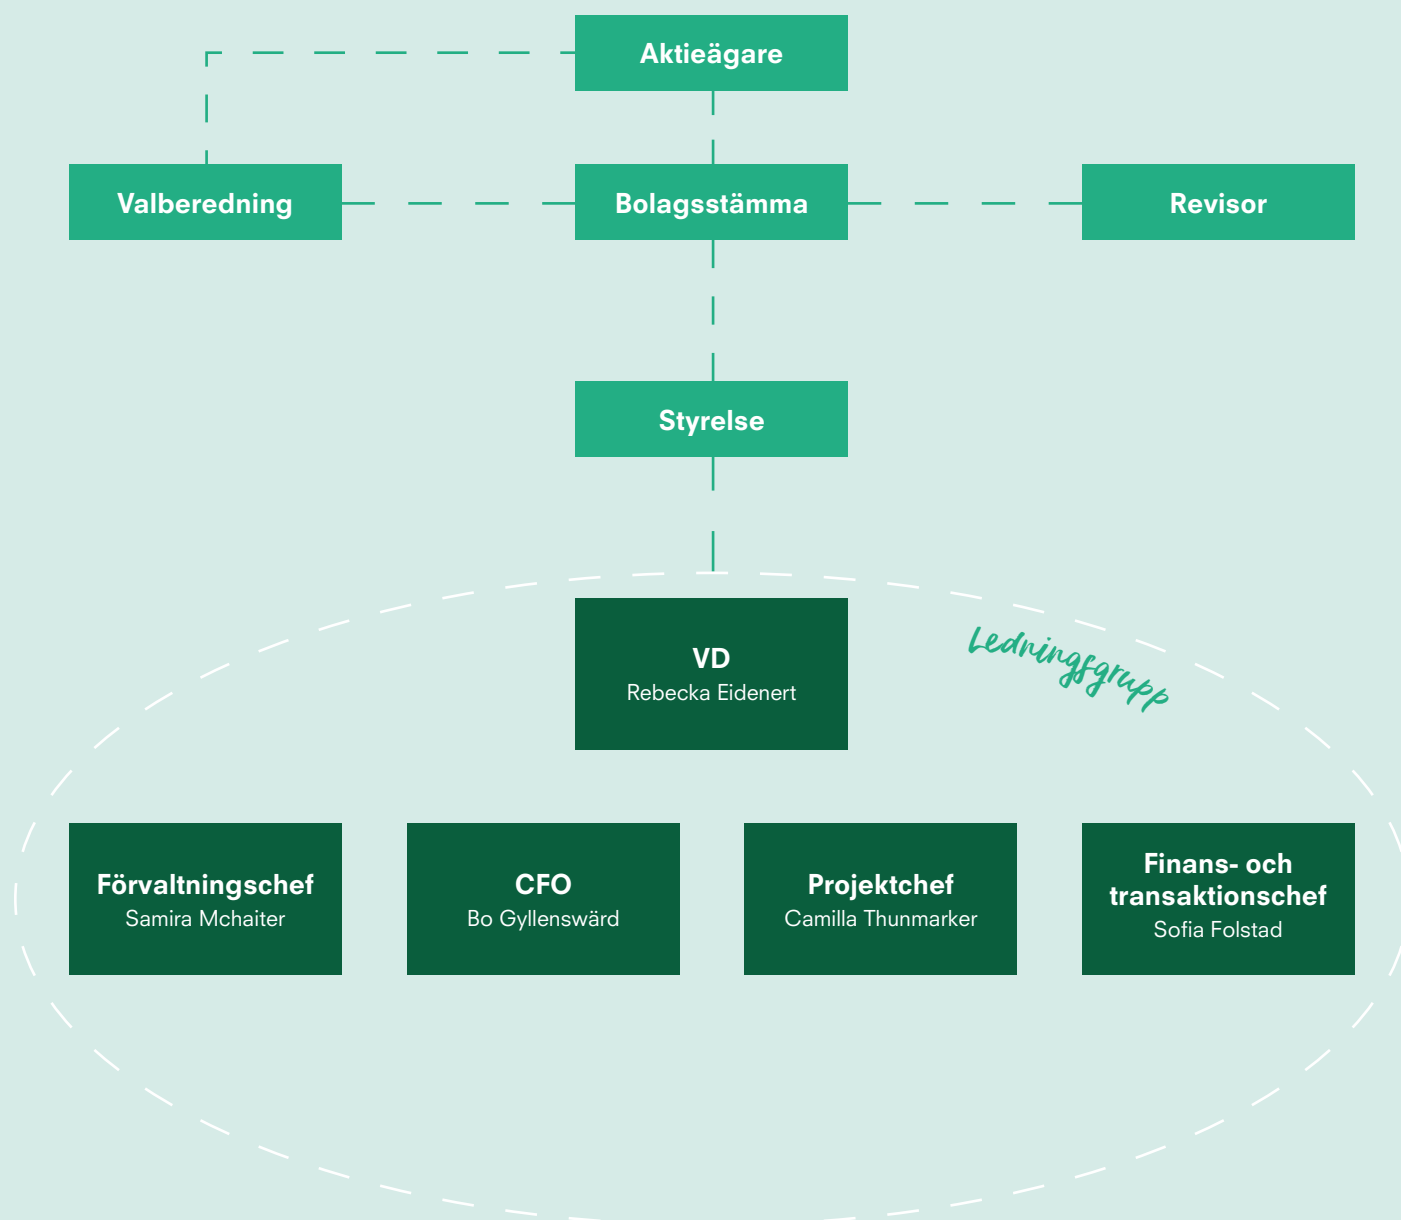 Aktieägare
Valberedning
Bolagsstämma
Revisor
Styrelse
VD
Rebecka Eidenert
Ledningsgrupp
Förvaltningschef
Samira Mchaiter
CFO
Bo Gyllenswärd
Projektchef
Camilla Thunmarker
Finans- och
transaktionschef
Sofia Folstad